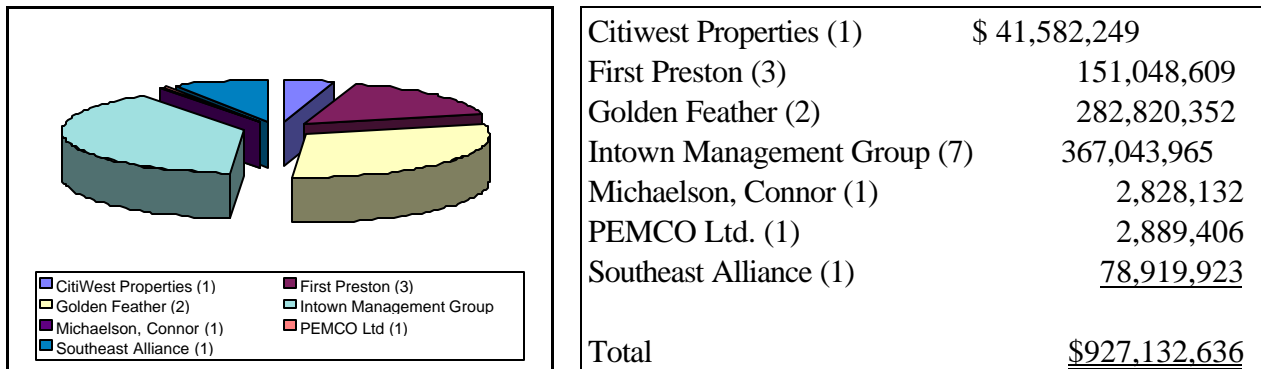 CitiWest Properties (1) First Preston (3)
Golden Feather (2) Intown Management Group
Michaelson, Connor (1) PEMCO Ltd (1)
Southeast Alliance (1)
Citiwest Properties (1) $ 41,582,249
First Preston (3) 151,048,609
Golden Feather (2) 282,820,352
Intown Management Group (7) 367,043,965
Michaelson, Connor (1) 2,828,132
PEMCO Ltd. (1) 2,889,406
Southeast Alliance (1) 78,919,923
Total $927,132,636